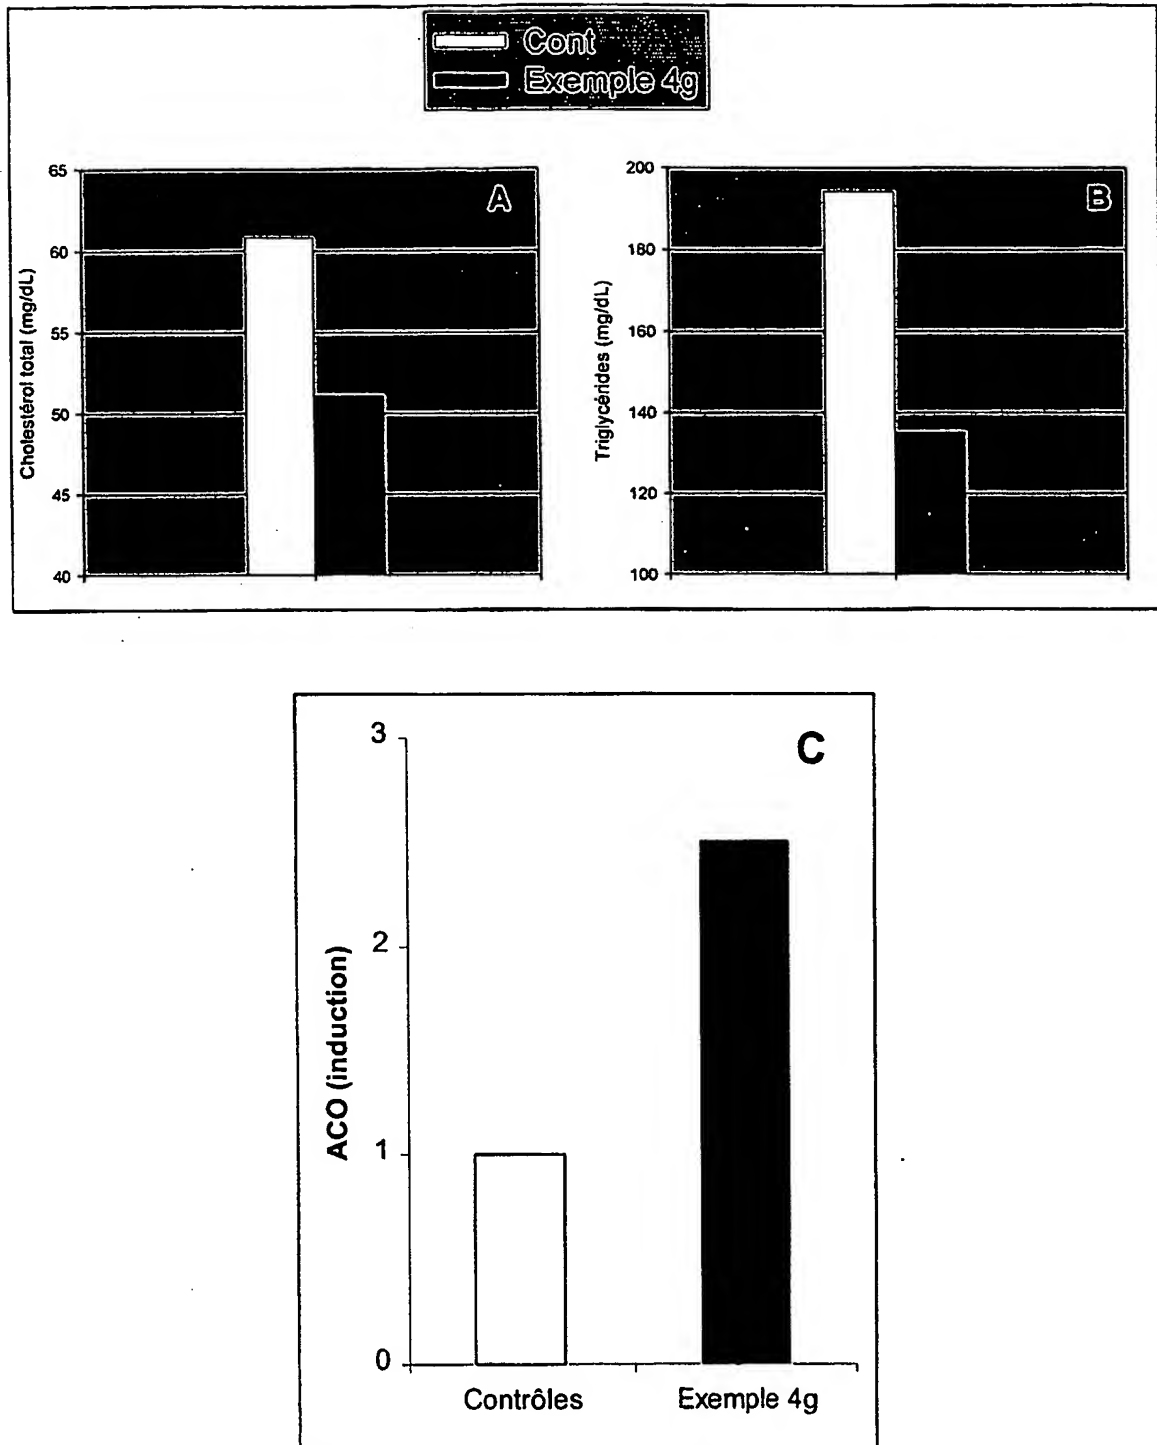 Cont
Exemple 4g
A
Cholestérol total (mg/dL)
65
60
55
50
45
40
B
Triglycérides (mg/dL)
200
180
160
140
120
100
C
ACO (induction)
3
2
1
0
Contrôles
Exemple 4g